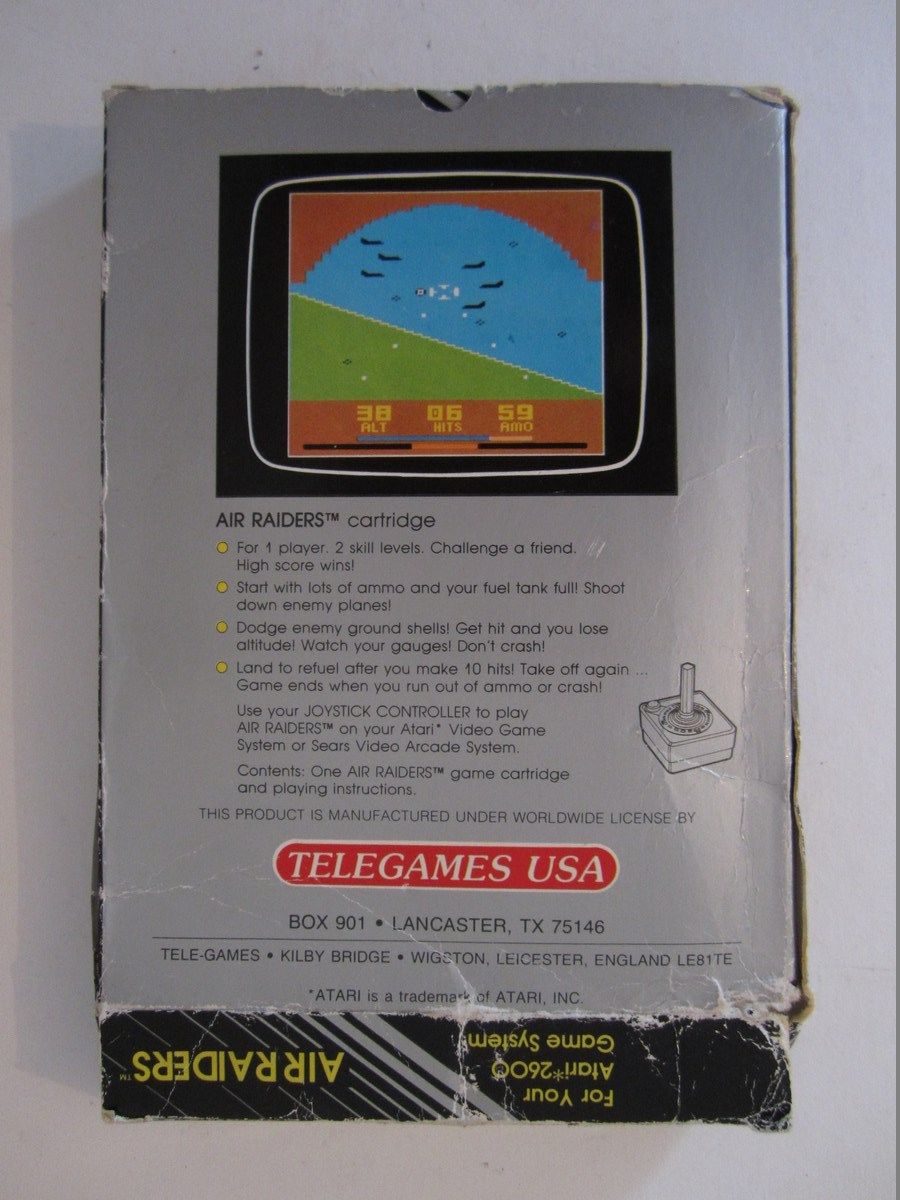 38 06 59
ALT HITS AMO
AIR RAIDERS™ cartridge
For 1 player. 2 skill levels. Challenge a friend.
High score wins!
Start with lots of ammo and your fuel tank full! Shoot
down enemy planes!
Dodge enemy ground shells! Get hit and you lose
altitude! Watch your gauges! Don't crash!
Land to refuel after you make 10 hits! Take off again ...
Game ends when you run out of ammo or crash!
Use your JOYSTICK CONTROLLER to play
AIR RAIDERS™ on your Atari* Video Game
System or Sears Video Arcade System.
Contents: One AIR RAIDERS™ game cartridge
and playing instructions.
THIS PRODUCT IS MANUFACTURED UNDER WORLDWIDE LICENSE BY
TELEGAMES USA
BOX 901 • LANCASTER, TX 75146
TELE-GAMES • KILBY BRIDGE • WIGSTON, LEICESTER, ENGLAND LE81TE
*ATARI is a trademark of ATARI, INC.
For Your
Atari*2600
Game System
AIR RAIDERS™